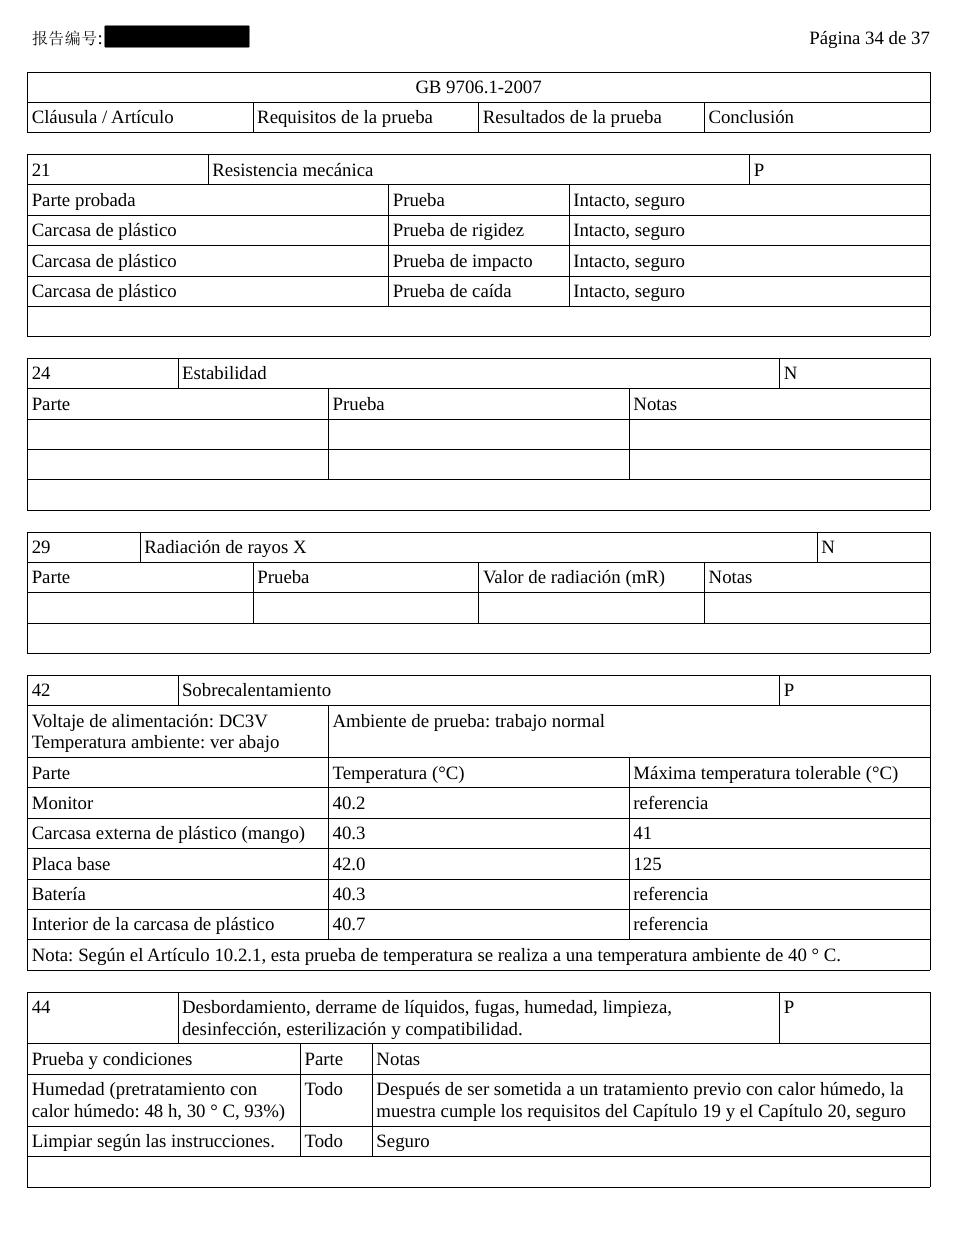 报告编号:
Página 34 de 37
GB 9706.1-2007
Cláusula / Artículo Requisitos de la prueba Resultados de la prueba Conclusión
21 Resistencia mecánica P
Parte probada Prueba Intacto, seguro
Carcasa de plástico Prueba de rigidez Intacto, seguro
Carcasa de plástico Prueba de impacto Intacto, seguro
Carcasa de plástico Prueba de caída Intacto, seguro
24 Estabilidad N
Parte Prueba Notas
29 Radiación de rayos X N
Parte Prueba Valor de radiación (mR) Notas
42 Sobrecalentamiento P
Voltaje de alimentación: DC3V
Temperatura ambiente: ver abajo
Ambiente de prueba: trabajo normal
Parte Temperatura (°C) Máxima temperatura tolerable (°C)
Monitor 40.2 referencia
Carcasa externa de plástico (mango) 40.3 41
Placa base 42.0 125
Batería 40.3 referencia
Interior de la carcasa de plástico 40.7 referencia
Nota: Según el Artículo 10.2.1, esta prueba de temperatura se realiza a una temperatura ambiente de 40 ° C.
44
Desbordamiento, derrame de líquidos, fugas, humedad, limpieza,
desinfección, esterilización y compatibilidad.
P
Prueba y condiciones Parte Notas
Humedad (pretratamiento con
calor húmedo: 48 h, 30 ° C, 93%)
Todo
Después de ser sometida a un tratamiento previo con calor húmedo, la
muestra cumple los requisitos del Capítulo 19 y el Capítulo 20, seguro
Limpiar según las instrucciones. Todo Seguro